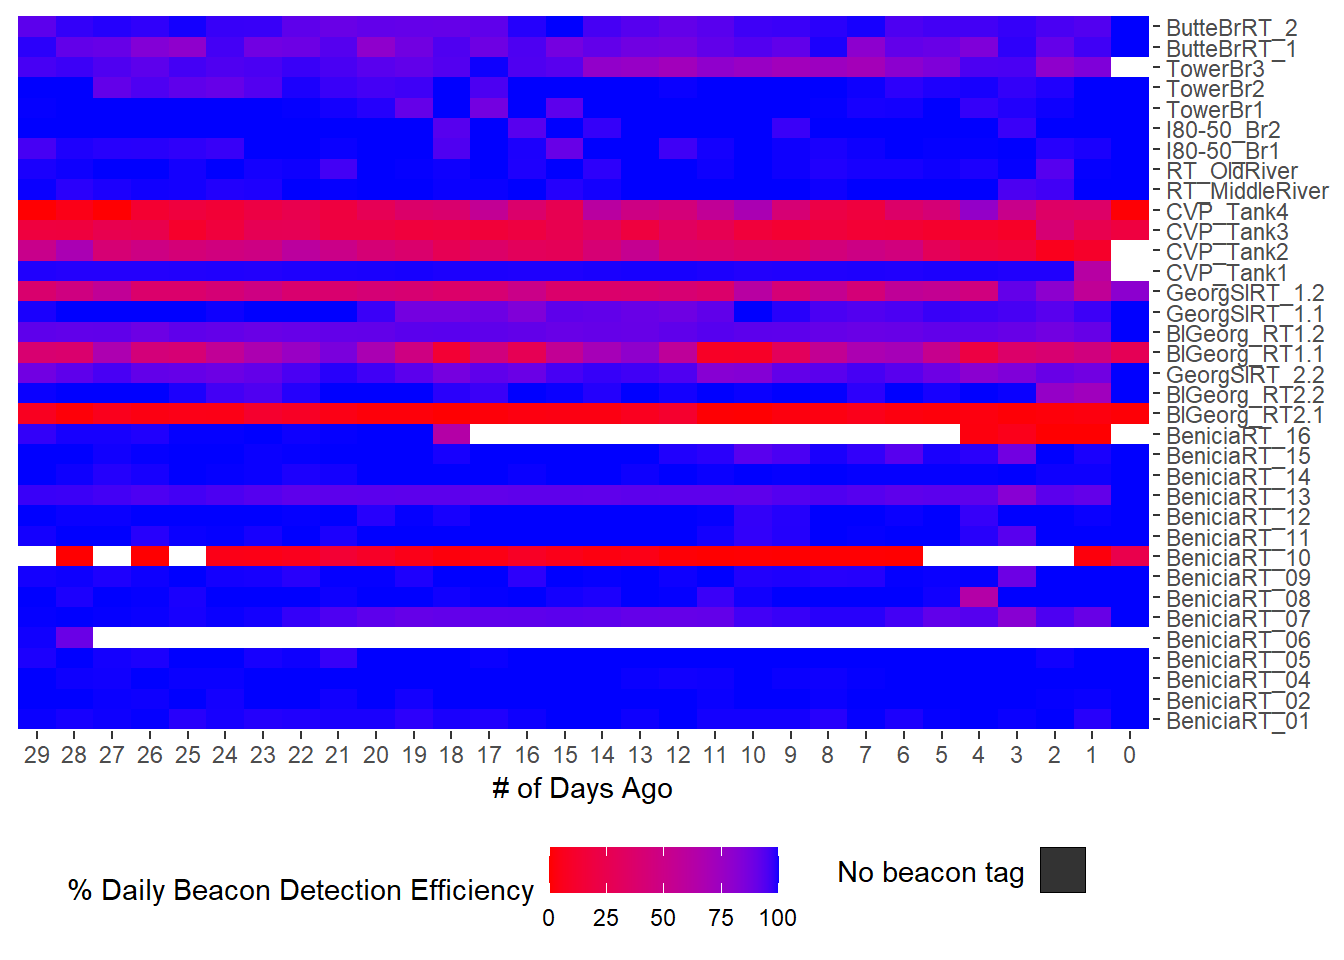 ButteBrRT_2
ButteBrRT_1
TowerBr3
TowerBr2
TowerBr1
I80-50_Br2
I80-50_Br1
RT_OldRiver
RT_MiddleRiver
CVP_Tank4
CVP_Tank3
CVP_Tank2
CVP_Tank1
GeorgSlRT_1.2
GeorgSlRT_1.1
BlGeorg_RT1.2
BlGeorg_RT1.1
GeorgSlRT_2.2
BlGeorg_RT2.2
BlGeorg_RT2.1
BeniciaRT_16
BeniciaRT_15
BeniciaRT_14
BeniciaRT_13
BeniciaRT_12
BeniciaRT_11
BeniciaRT_10
BeniciaRT_09
BeniciaRT_08
BeniciaRT_07
BeniciaRT_06
BeniciaRT_05
BeniciaRT_04
BeniciaRT_02
BeniciaRT_01
29 28 27 26 25 24 23 22 21 20 19 18 17 16 15 14 13 12 11 10 9 8 7 6 5 4 3 2 1 0
# of Days Ago
% Daily Beacon Detection Efficiency
0 25 50 75 100
No beacon tag